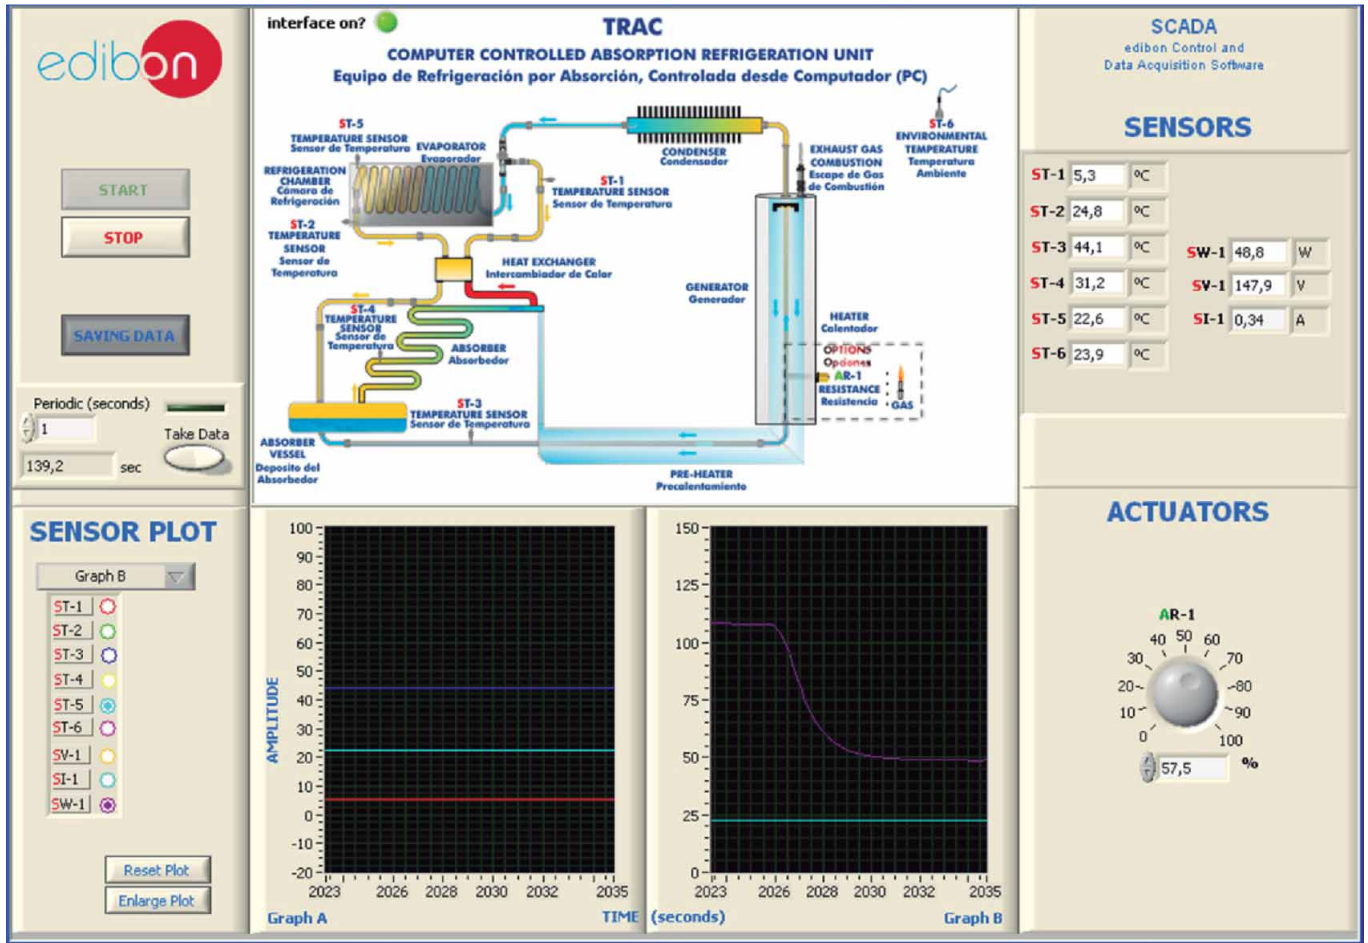 edibon
START
STOP
SAVING DATA
Periodic (seconds)
1
Take Data
139,2
sec
interface on?
TRAC
COMPUTER CONTROLLED ABSORPTION REFRIGERATION UNIT
Equipo de Refrigeración por Absorción, Controlada desde Computador (PC)
ST-5
TEMPERATURE SENSOR
Sensor de Temperatura
EVAPORATOR
Evaporador
REFRIGERATION
CHAMBER
Cámara de
Refrigeración
ST-2
TEMPERATURE
SENSOR
Sensor de
Temperatura
ST-1
TEMPERATURE SENSOR
Sensor de Temperatura
CONDENSER
Condensador
EXHAUST GAS
COMBUSTION
Escape de Gas
de Combustión
ST-6
ENVIRONMENTAL
TEMPERATURE
Temperatura
Ambiente
HEAT EXCHANGER
Intercambiador de Calor
GENERATOR
Generador
ST-4
TEMPERATURE
SENSOR
Sensor de
Temperatura
ABSORBER
Absorbedor
HEATER
Calentador
OPTIONS
Opciones
AR-1
RESISTANCE
Resistencia
GAS
ST-3
TEMPERATURE SENSOR
Sensor de Temperatura
ABSORBER
VESSEL
Deposito del
Absorbedor
PRE-HEATER
Precalentamiento
SCADA
edibon Control and
Data Acquisition Software
SENSORS
ST-1 5,3 ºC
ST-2 24,8 ºC
ST-3 44,1 ºC
ST-4 31,2 ºC
ST-5 22,6 ºC
ST-6 23,9 ºC
SW-1 48,8 W
SV-1 147,9 V
SI-1 0,34 A
SENSOR PLOT
Graph B
ST-1
ST-2
ST-3
ST-4
ST-5
ST-6
SV-1
SI-1
SW-1
Reset Plot
Enlarge Plot
AMPLITUDE
100
90
80
70
60
50
40
30
20
10
0
-10
-20
2023 2026 2028 2030 2032 2035
Graph A
TIME (seconds)
150
125
100
75
50
25
0
2023 2026 2028 2030 2032 2035
Graph B
ACTUATORS
AR-1
0
10
20
30
40
50
60
70
80
90
100
57,5 %